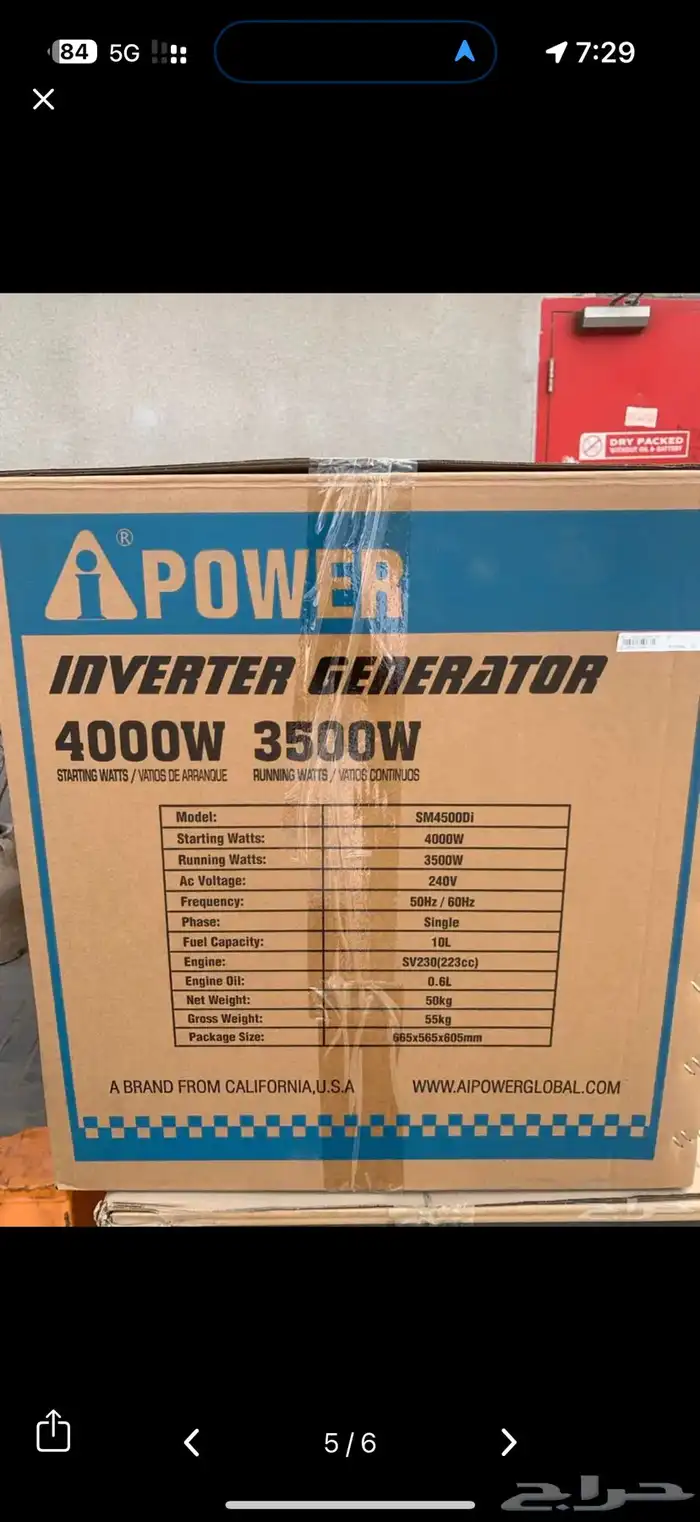 84 5G 7:29
DRY PACKED
WITHOUT OIL & BATTERY
AiPOWER®
INVERTER GENERATOR
4000W 3500W
STARTING WATTS / VATIOS DE ARRANQUE RUNNING WATTS / VATIOS CONTINUOS
Model: SM4500Di
Starting Watts: 4000W
Running Watts: 3500W
Ac Voltage: 240V
Frequency: 50Hz / 60Hz
Phase: Single
Fuel Capacity: 10L
Engine: SV230(223cc)
Engine Oil: 0.6L
Net Weight: 50kg
Gross Weight: 55kg
Package Size: 665x565x605mm
A BRAND FROM CALIFORNIA,U.S.A WWW.AIPOWERGLOBAL.COM
5 / 6
حراج